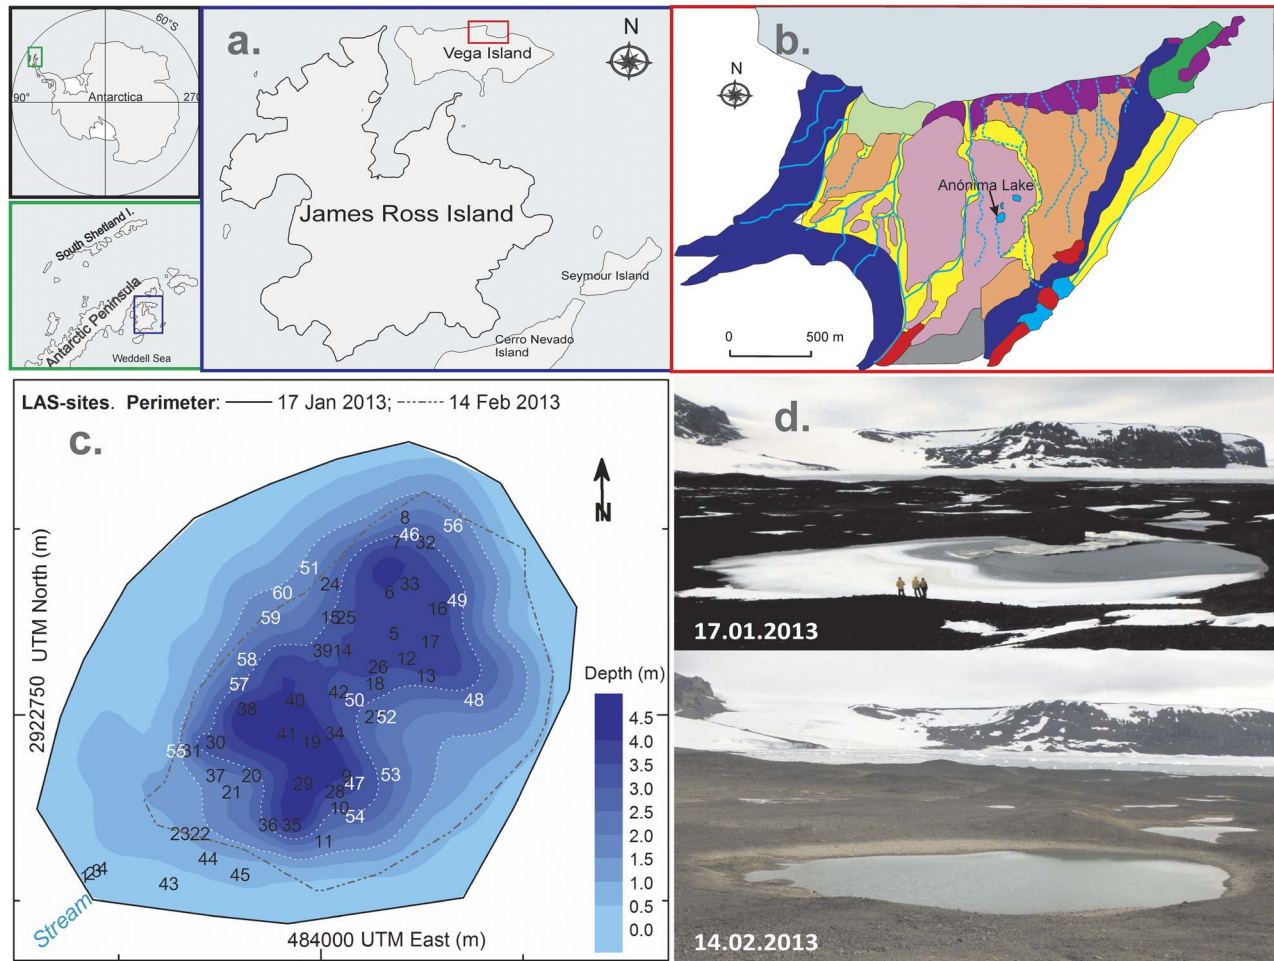 60°S
90°
Antarctica
270
South Shetland I.
Antarctic Peninsula
Weddell Sea
a.
Vega Island
N
James Ross Island
Seymour Island
Cerro Nevado
Island
b.
N
Anónima Lake
0 500 m
LAS-sites. Perimeter: 17 Jan 2013; 14 Feb 2013
c.
N
8
46 56
7 32
51
24 33
60 6
49
16
59 15 25
5 17
39 14 12
58 26 13
57 18
42
40 50 48
38 27 52
41 34
30 19
55 31
37 20 9 53
29 47
21 28
10
54
36 35
23 22 11
44
1 2 3 4 45
43
Stream
2922750 UTM North (m)
484000 UTM East (m)
Depth (m)
4.5
4.0
3.5
3.0
2.5
2.0
1.5
1.0
0.5
0.0
d.
17.01.2013
14.02.2013